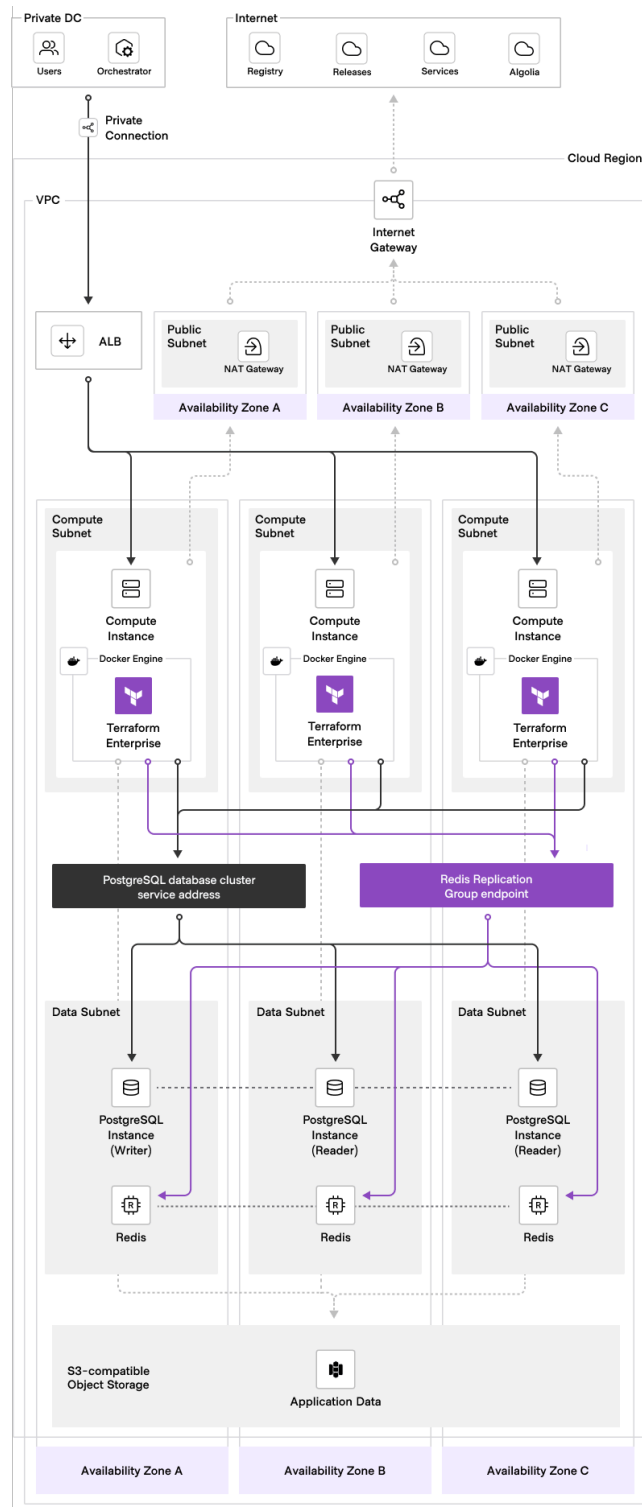 Private DC
Internet
Users
Orchestrator
Registry
Releases
Services
Algolia
Private
Connection
Cloud Region
VPC
Internet
Gateway
ALB
Public
Subnet
NAT Gateway
Availability Zone A
Public
Subnet
NAT Gateway
Availability Zone B
Public
Subnet
NAT Gateway
Availability Zone C
Compute
Subnet
Compute
Instance
Docker Engine
Terraform
Enterprise
Compute
Subnet
Compute
Instance
Docker Engine
Terraform
Enterprise
Compute
Subnet
Compute
Instance
Docker Engine
Terraform
Enterprise
PostgreSQL database cluster
service address
Redis Replication
Group endpoint
Data Subnet
PostgreSQL
Instance
(Writer)
R
Redis
Data Subnet
PostgreSQL
Instance
(Reader)
R
Redis
Data Subnet
PostgreSQL
Instance
(Reader)
R
Redis
S3-compatible
Object Storage
Application Data
Availability Zone A
Availability Zone B
Availability Zone C